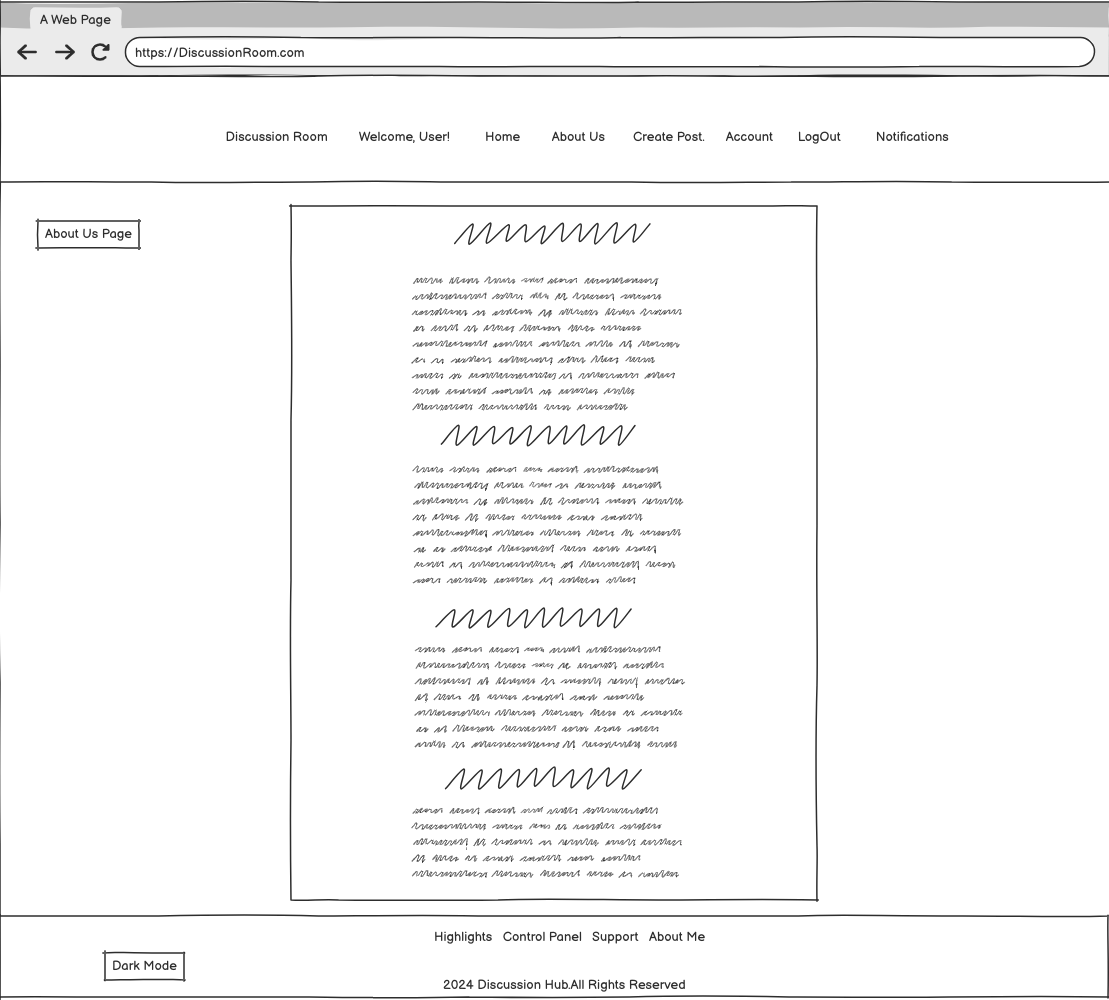 A Web Page
https://DiscussionRoom.com
Discussion Room Welcome, User! Home About Us Create Post. Account LogOut Notifications
About Us Page
Highlights Control Panel Support About Me
Dark Mode
2024 Discussion Hub.All Rights Reserved